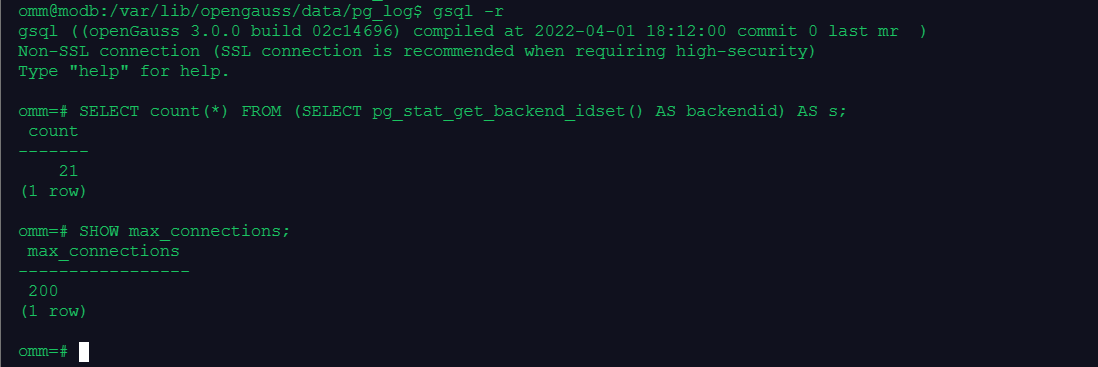 omm@modb:/var/lib/opengauss/data/pg_log$ gsql -r
gsql ((openGauss 3.0.0 build 02c14696) compiled at 2022-04-01 18:12:00 commit 0 last mr  )
Non-SSL connection (SSL connection is recommended when requiring high-security)
Type "help" for help.

omm=# SELECT count(*) FROM (SELECT pg_stat_get_backend_idset() AS backendid) AS s;
 count
-------
    21
(1 row)

omm=# SHOW max_connections;
 max_connections
-----------------
 200
(1 row)

omm=#